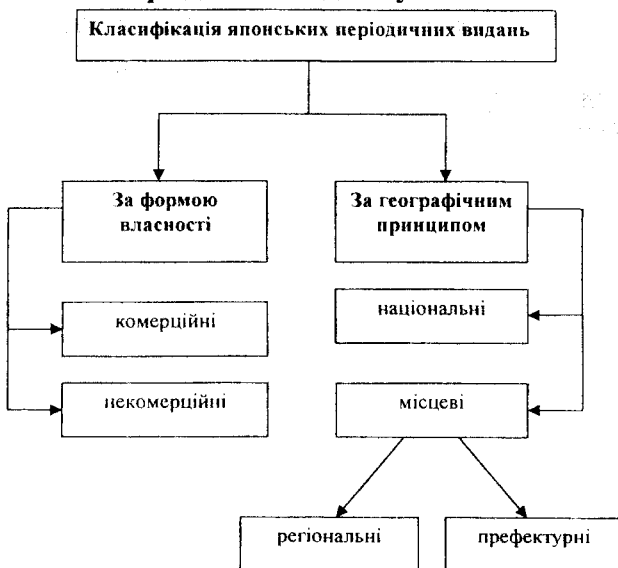 Класифікація японських періодичних видань
За формою
власності
За географічним
принципом
комерційні
національні
некомерційні
місцеві
регіональні
префектурні